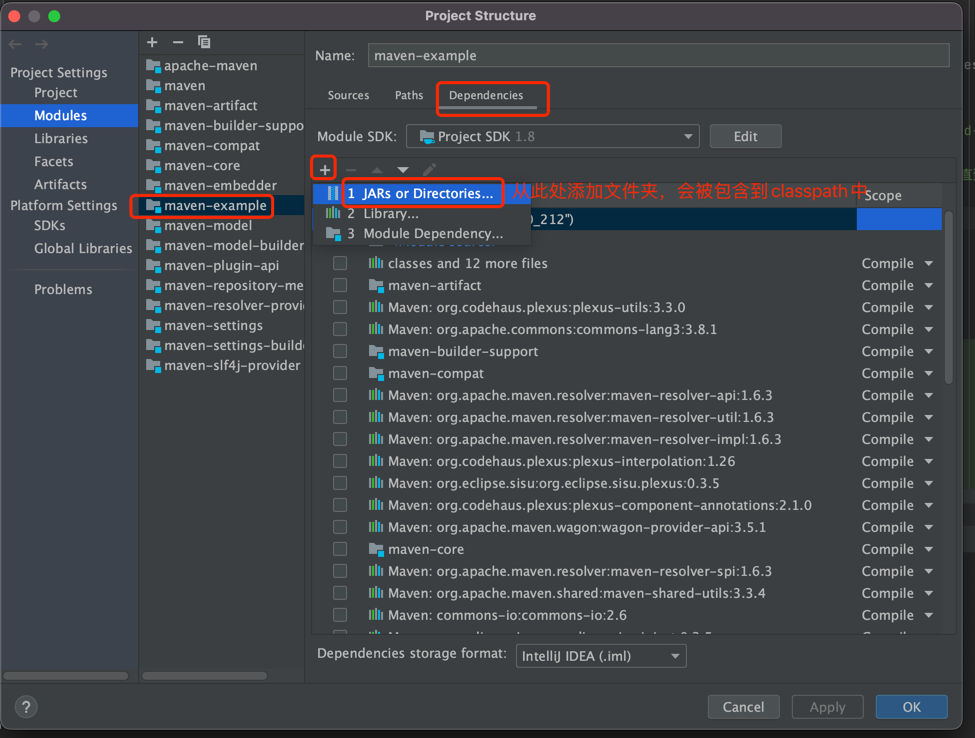 Project Structure
Project Settings
Project
Modules
Libraries
Facets
Artifacts
Platform Settings
SDKs
Global Libraries
Problems
apache-maven
maven
maven-artifact
maven-builder-suppo
maven-compat
maven-core
maven-embedder
maven-example
maven-model
maven-model-builder
maven-plugin-api
maven-repository-me
maven-resolver-provi
maven-settings
maven-settings-build
maven-slf4j-provider
Name: maven-example
Sources Paths Dependencies
Module SDK: Project SDK 1.8 Edit
Scope
1 JARs or Directories... 从此处添加文件夹，会被包含到classpath中
2 Library... 0_212")
3 Module Dependency...
classes and 12 more files Compile
maven-artifact Compile
Maven: org.codehaus.plexus:plexus-utils:3.3.0 Compile
Maven: org.apache.commons:commons-lang3:3.8.1 Compile
maven-builder-support Compile
maven-compat Compile
Maven: org.apache.maven.resolver:maven-resolver-api:1.6.3 Compile
Maven: org.apache.maven.resolver:maven-resolver-util:1.6.3 Compile
Maven: org.apache.maven.resolver:maven-resolver-impl:1.6.3 Compile
Maven: org.codehaus.plexus:plexus-interpolation:1.26 Compile
Maven: org.eclipse.sisu:org.eclipse.sisu.plexus:0.3.5 Compile
Maven: org.codehaus.plexus:plexus-component-annotations:2.1.0 Compile
Maven: org.apache.maven.wagon:wagon-provider-api:3.5.1 Compile
maven-core Compile
Maven: org.apache.maven.resolver:maven-resolver-spi:1.6.3 Compile
Maven: org.apache.maven.shared:maven-shared-utils:3.3.4 Compile
Maven: commons-io:commons-io:2.6 Compile
Dependencies storage format: IntelliJ IDEA (.iml)
? Cancel Apply OK